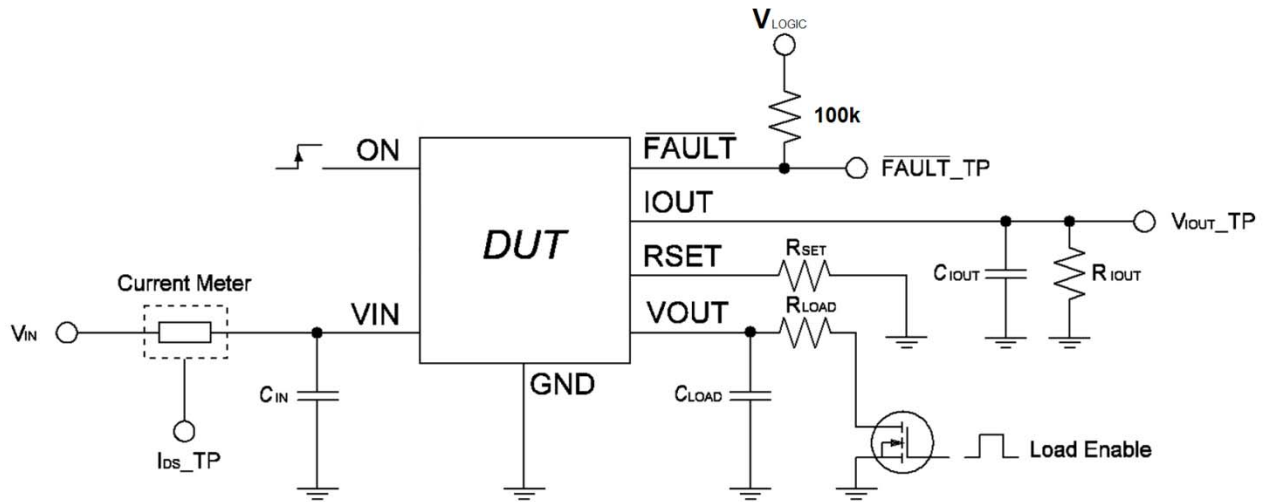 VLOGIC
100k
ON
FAULT
FAULT_TP
IOUT
VIOUT_TP
DUT
RSET
RSET
CIOUT
RIOUT
Current Meter
VIN
VIN
VOUT
RLOAD
GND
CIN
CLOAD
IDS_TP
Load Enable